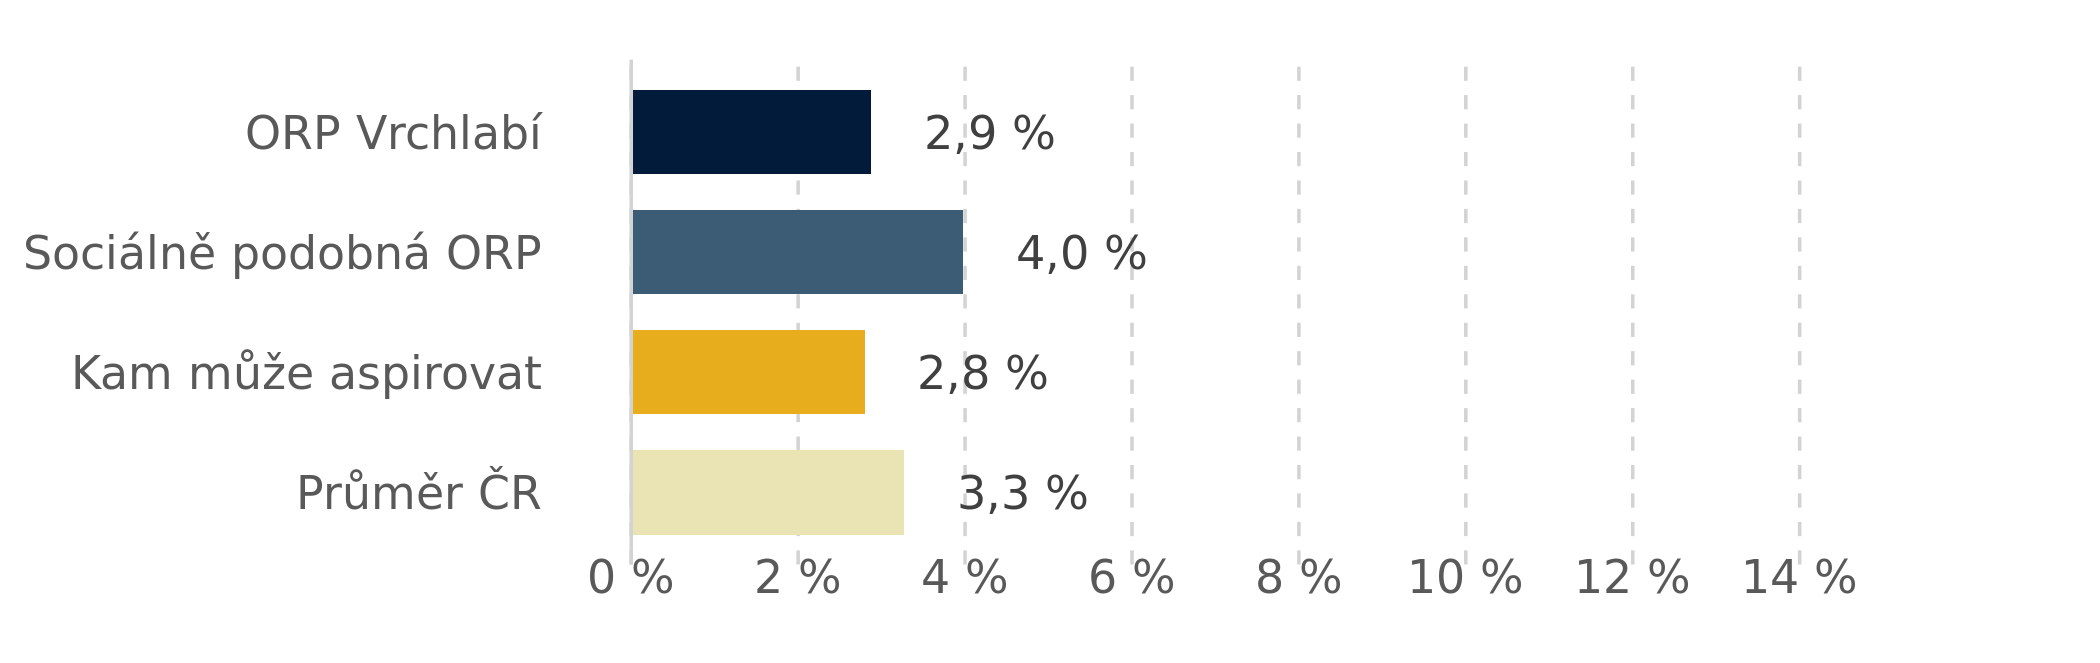 ORP Vrchlabí 2,9 %
Sociálně podobná ORP 4,0 %
Kam může aspirovat 2,8 %
Průměr ČR 3,3 %
0 % 2 % 4 % 6 % 8 % 10 % 12 % 14 %